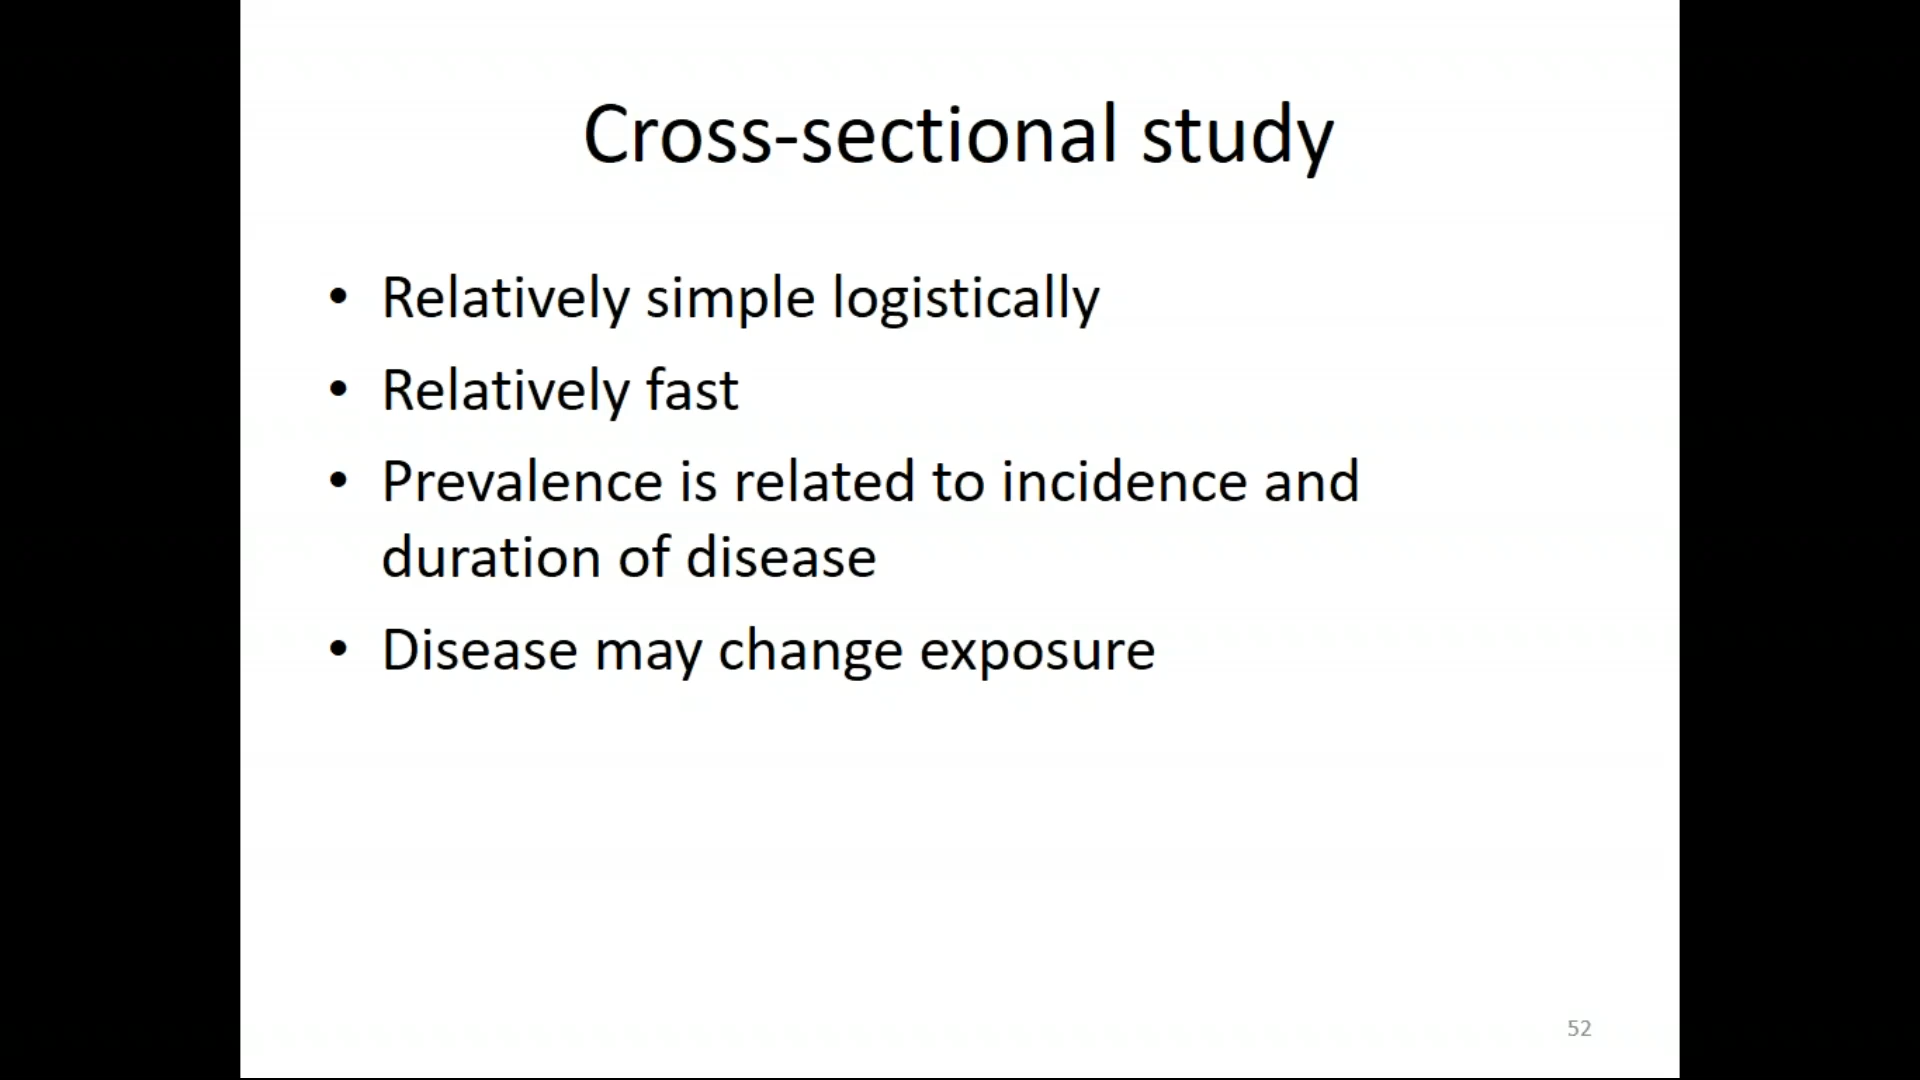 Cross-sectional study
• Relatively simple logistically
• Relatively fast
• Prevalence is related to incidence and
duration of disease
• Disease may change exposure
52